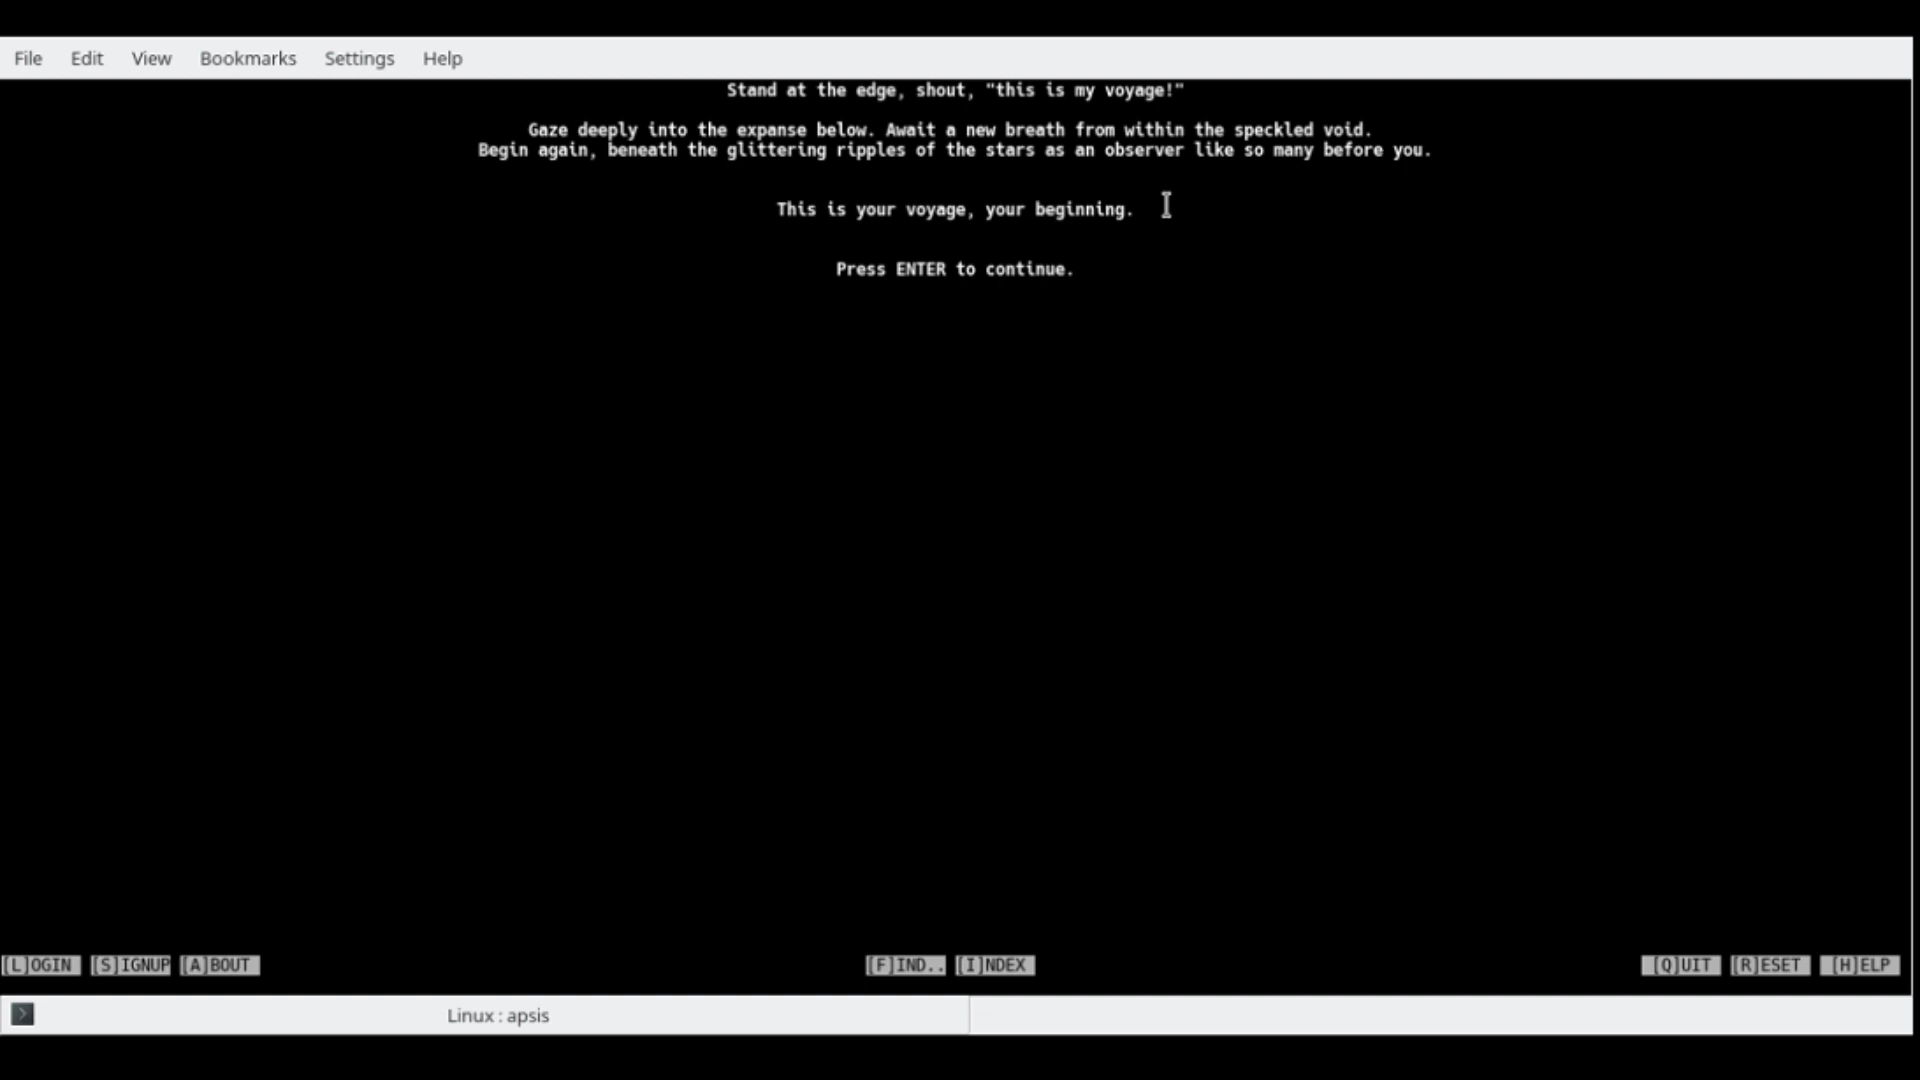 File Edit View Bookmarks Settings Help
Stand at the edge, shout, "this is my voyage!"
Gaze deeply into the expanse below. Await a new breath from within the speckled void.
Begin again, beneath the glittering ripples of the stars as an observer like so many before you.
This is your voyage, your beginning.
Press ENTER to continue.
[L]OGIN [S]IGNUP [A]BOUT [F]IND.. [I]NDEX [Q]UIT [R]ESET [H]ELP
Linux : apsis